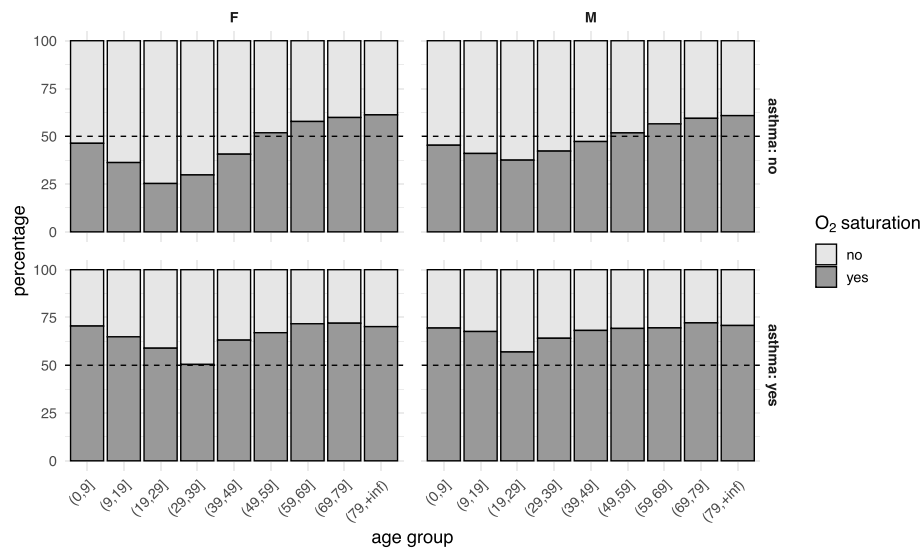 F
M
100
75
50
25
0
asthma: no
percentage
100
75
50
25
0
asthma: yes
(0,9]
(9,19]
(19,29]
(29,39]
(39,49]
(49,59]
(59,69]
(69,79]
(79,+inf)
(0,9]
(9,19]
(19,29]
(29,39]
(39,49]
(49,59]
(59,69]
(69,79]
(79,+inf)
age group
O₂ saturation
no
yes